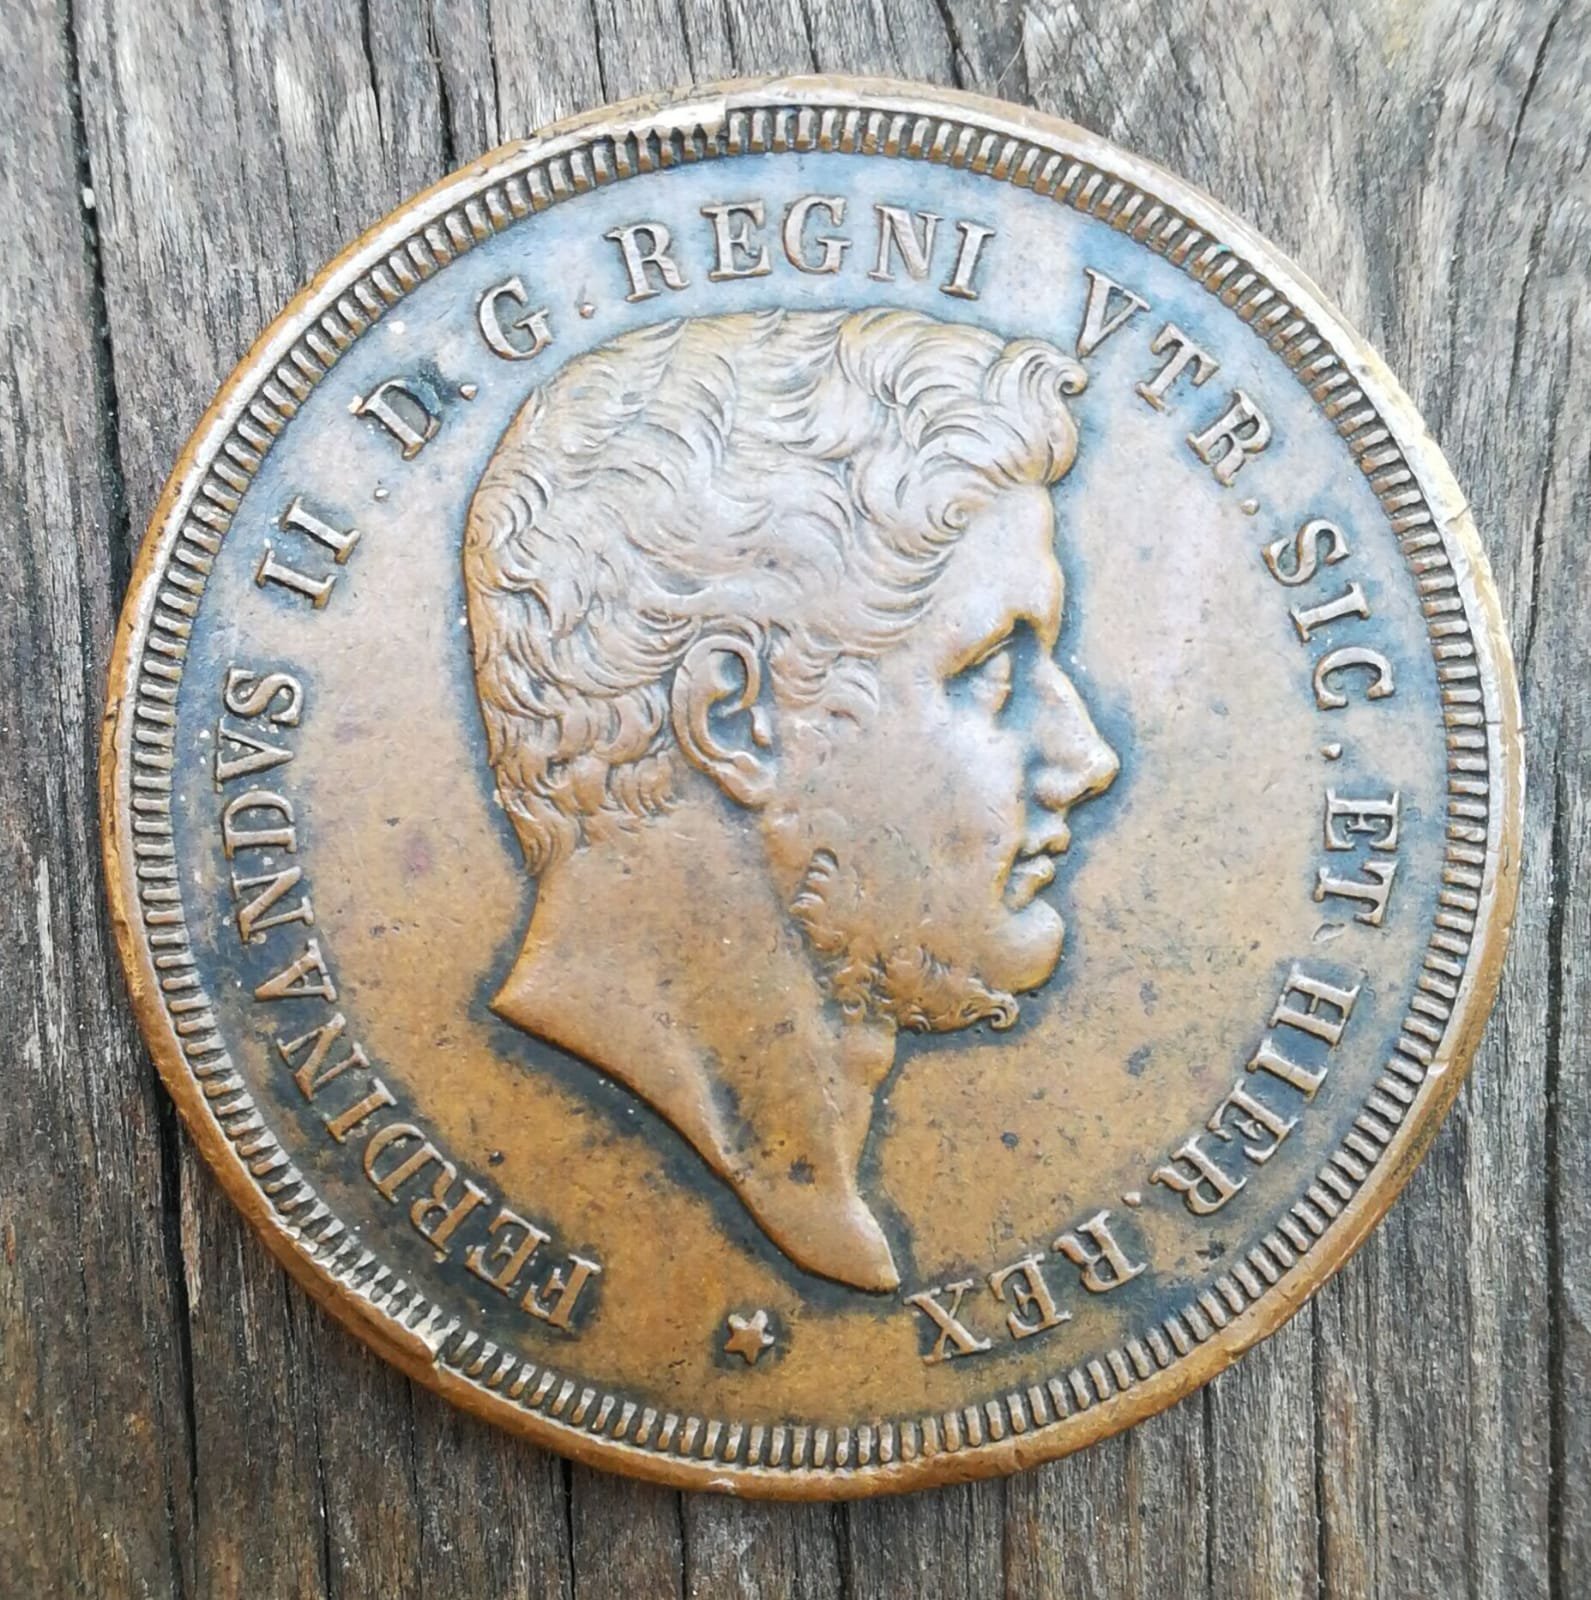 FERDINANDVS II D. G. REGNI VTR. SIC. ET HIER. REX